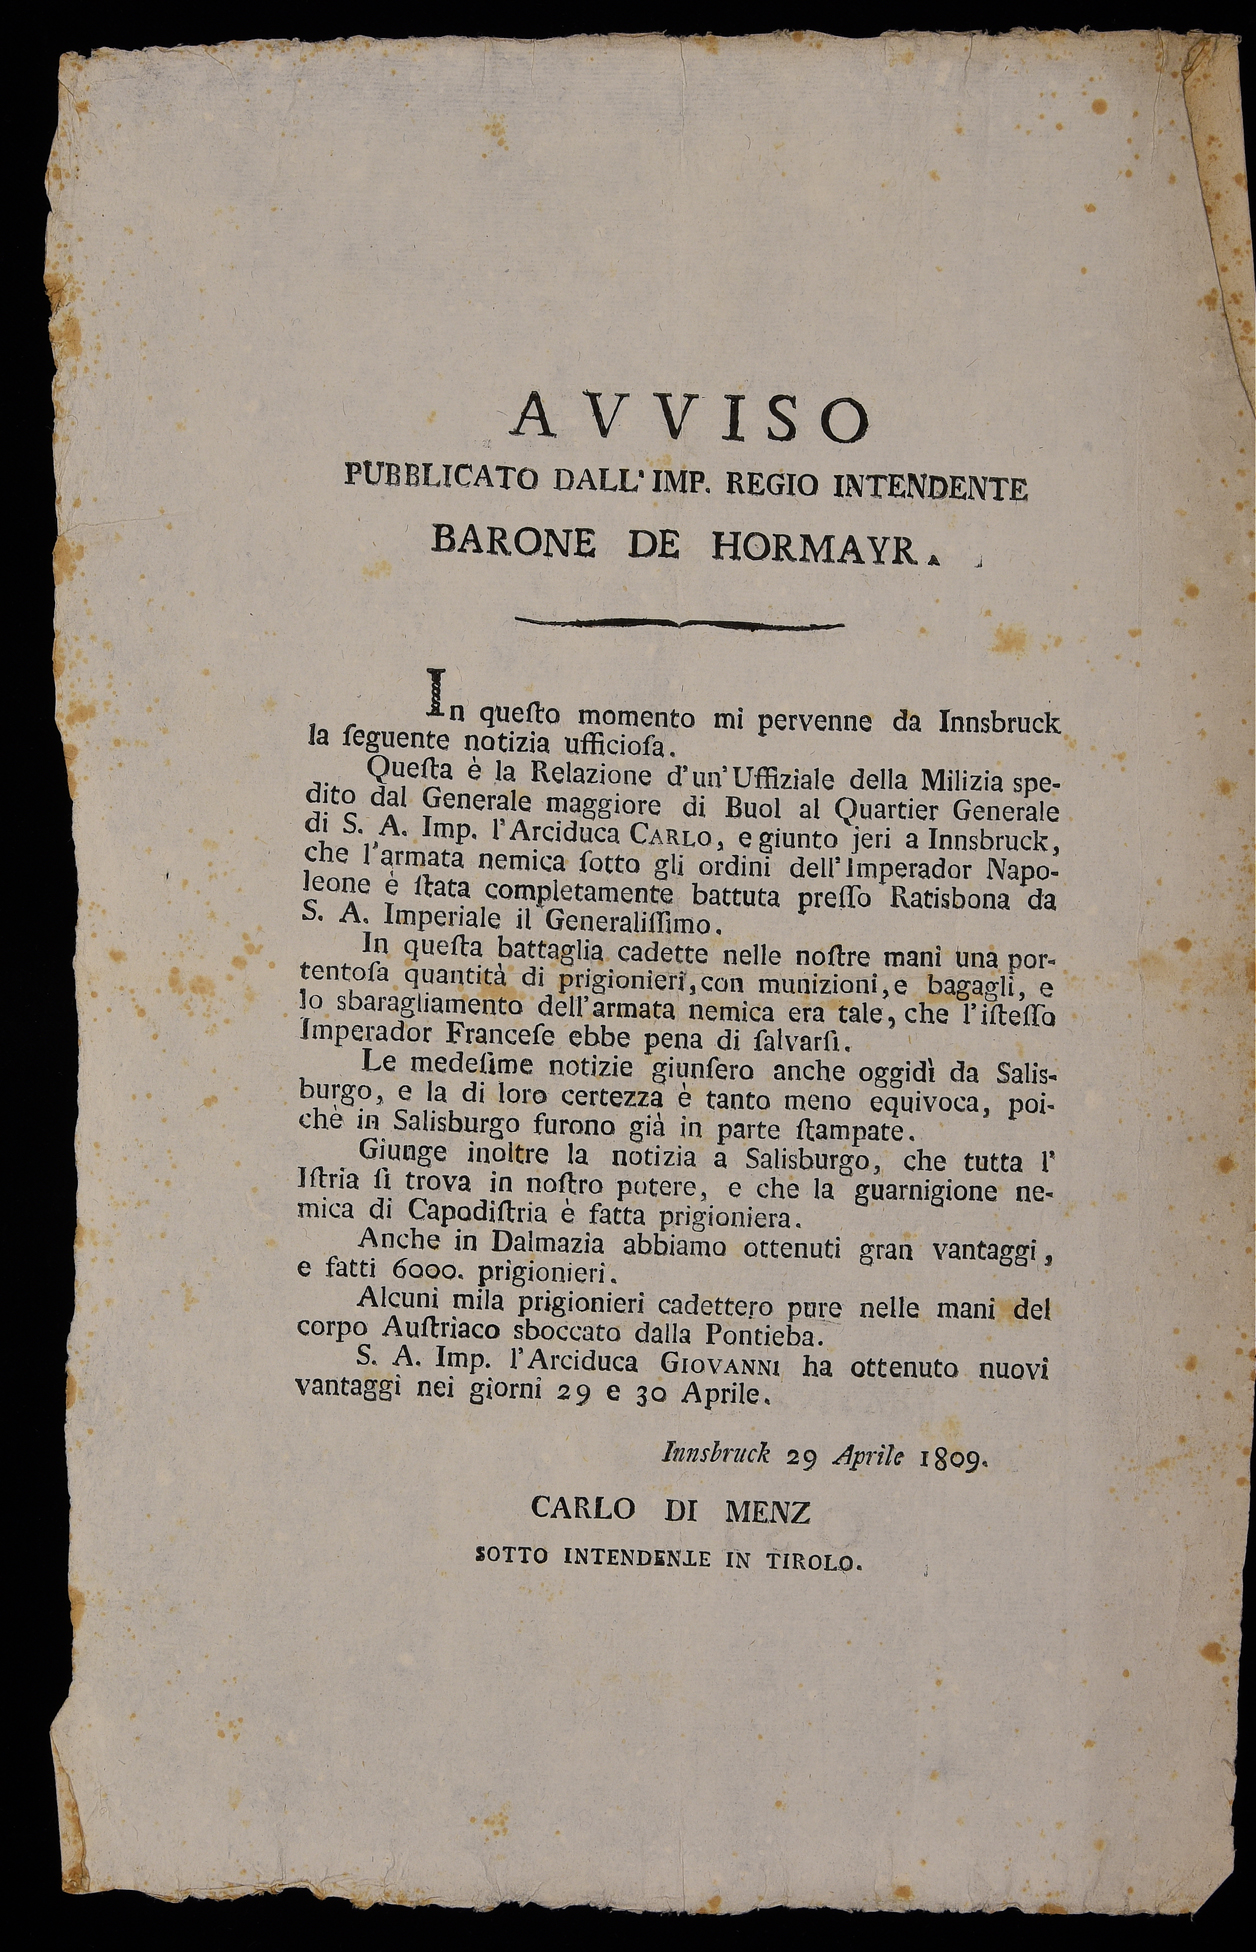 AVVISO
PUBBLICATO DALL' IMP. REGIO INTENDENTE
BARONE DE HORMAYR.
In queſto momento mi pervenne da Innsbruck
la ſeguente notizia ufficioſa.
Queſta è la Relazione d'un' Uffiziale della Milizia spe-
dito dal Generale maggiore di Buol al Quartier Generale
di S. A. Imp. l'Arciduca CARLO, e giunto jeri a Innsbruck,
che l'armata nemica ſotto gli ordini dell' Imperador Napo-
leone è ſtata completamente battuta preſſo Ratisbona da
S. A. Imperiale il Generaliſſimo.
In queſta battaglia cadette nelle noſtre mani una por-
tentoſa quantità di prigionieri, con munizioni, e bagagli, e
lo sbaragliamento dell' armata nemica era tale, che l'iſteſſo
Imperador Franceſe ebbe pena di ſalvarſi.
Le medeſime notizie giunſero anche oggidì da Salis-
burgo, e la di loro certezza è tanto meno equivoca, poi-
chè in Salisburgo furono già in parte ſtampate.
Giunge inoltre la notizia a Salisburgo, che tutta l'
Iſtria ſi trova in noſtro potere, e che la guarnigione ne-
mica di Capodiſtria è fatta prigioniera.
Anche in Dalmazia abbiamo ottenuti gran vantaggi,
e fatti 6000. prigionieri.
Alcuni mila prigionieri cadettero pure nelle mani del
corpo Auſtriaco sboccato dalla Pontieba.
S. A. Imp. l'Arciduca GIOVANNI ha ottenuto nuovi
vantaggi nei giorni 29 e 30 Aprile.
Innsbruck 29 Aprile 1809.
CARLO DI MENZ
SOTTO INTENDENTE IN TIROLO.